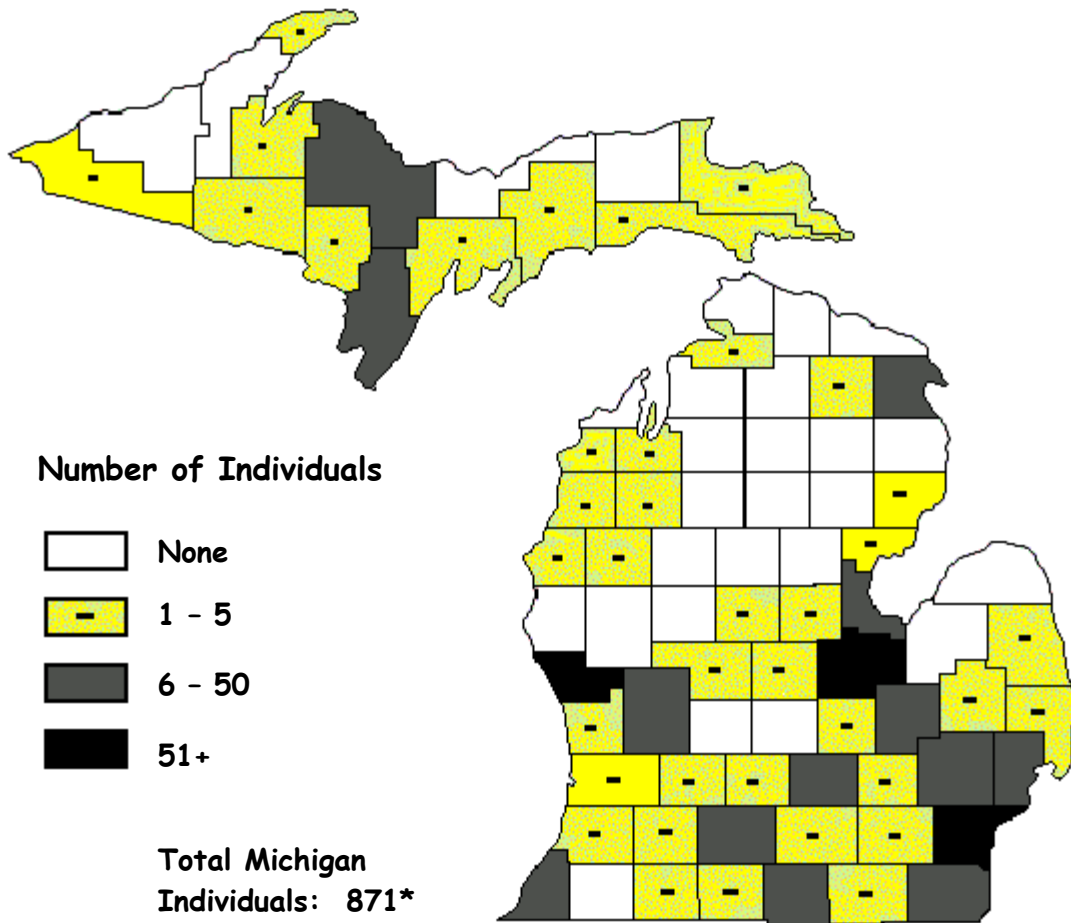 Number of Individuals
None
1 - 5
6 - 50
51+
Total Michigan
Individuals: 871*